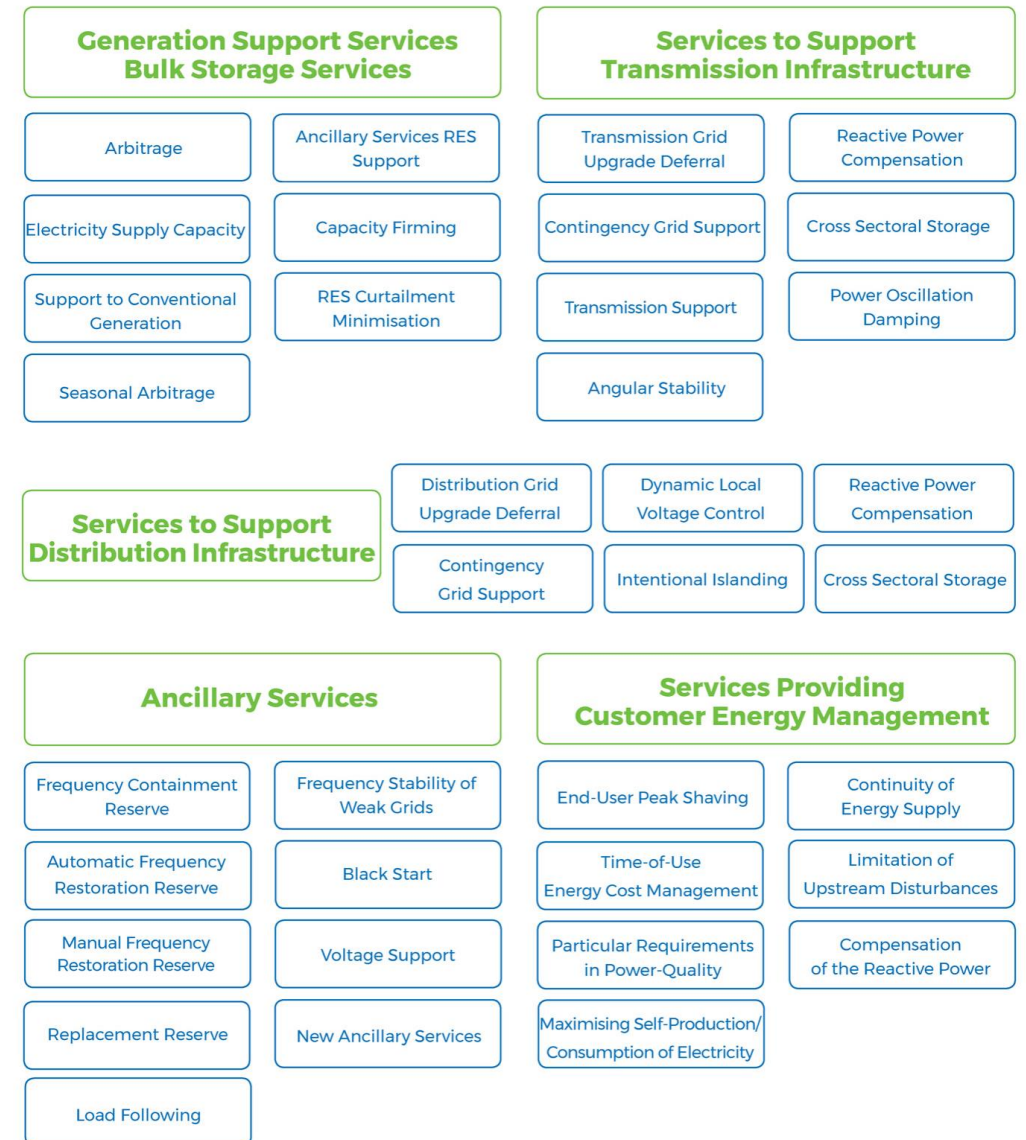 Generation Support Services
Bulk Storage Services
Arbitrage
Ancillary Services RES
Support
Electricity Supply Capacity
Capacity Firming
Support to Conventional
Generation
RES Curtailment
Minimisation
Seasonal Arbitrage
Services to Support
Transmission Infrastructure
Transmission Grid
Upgrade Deferral
Reactive Power
Compensation
Contingency Grid Support
Cross Sectoral Storage
Transmission Support
Power Oscillation
Damping
Angular Stability
Services to Support
Distribution Infrastructure
Distribution Grid
Upgrade Deferral
Dynamic Local
Voltage Control
Reactive Power
Compensation
Contingency
Grid Support
Intentional Islanding
Cross Sectoral Storage
Ancillary Services
Frequency Containment
Reserve
Frequency Stability of
Weak Grids
Automatic Frequency
Restoration Reserve
Black Start
Manual Frequency
Restoration Reserve
Voltage Support
Replacement Reserve
New Ancillary Services
Load Following
Services Providing
Customer Energy Management
End-User Peak Shaving
Continuity of
Energy Supply
Time-of-Use
Energy Cost Management
Limitation of
Upstream Disturbances
Particular Requirements
in Power-Quality
Compensation
of the Reactive Power
Maximising Self-Production/
Consumption of Electricity